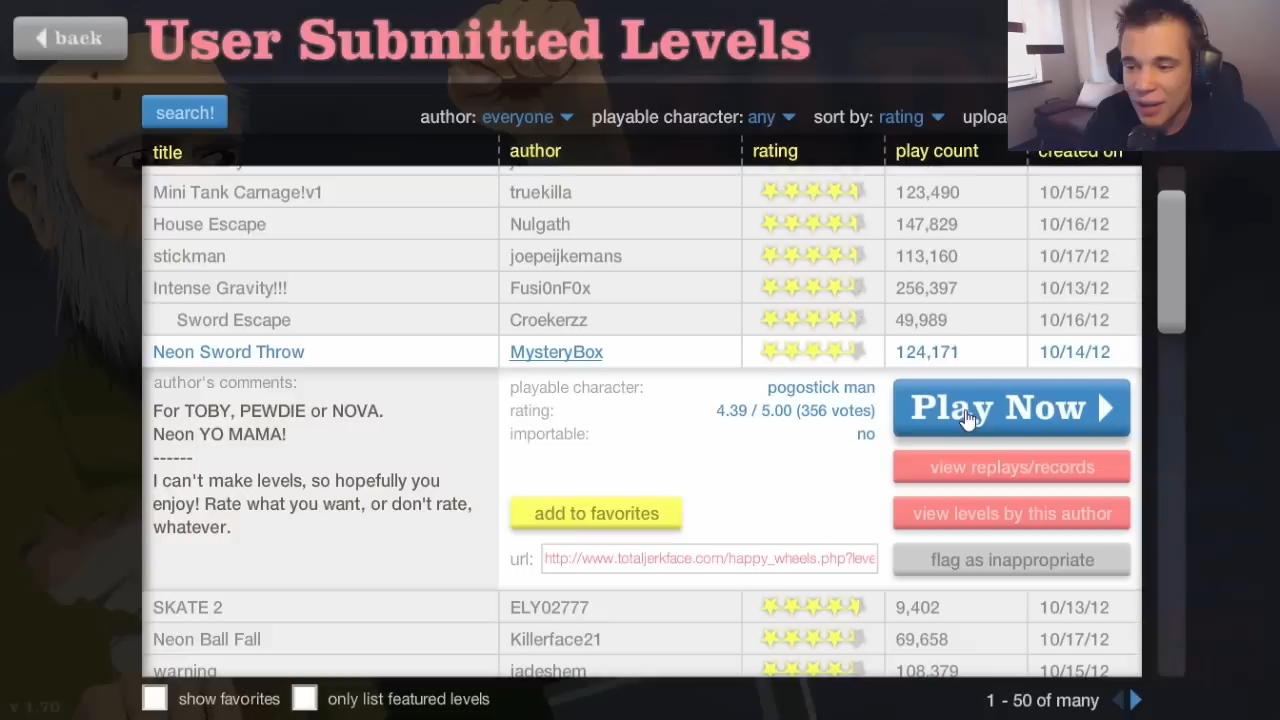 back
User Submitted Levels
search!
author: everyone playable character: any sort by: rating uploa
title author rating play count created on
Mini Tank Carnage!v1 truekilla 123,490 10/15/12
House Escape Nulgath 147,829 10/16/12
stickman joepeijkemans 113,160 10/17/12
Intense Gravity!!! Fusi0nF0x 256,397 10/13/12
Sword Escape Croekerzz 49,989 10/16/12
Neon Sword Throw MysteryBox 124,171 10/14/12
author's comments:
For TOBY, PEWDIE or NOVA.
Neon YO MAMA!
------
I can't make levels, so hopefully you
enjoy! Rate what you want, or don't rate,
whatever.
playable character: pogostick man
rating: 4.39 / 5.00 (356 votes)
importable: no
add to favorites
url: http://www.totaljerkface.com/happy_wheels.php?leve
Play Now
view replays/records
view levels by this author
flag as inappropriate
SKATE 2 ELY02777 9,402 10/13/12
Neon Ball Fall Killerface21 69,658 10/17/12
warning jadeshem 108,379 10/15/12
show favorites only list featured levels 1 - 50 of many
v 1.70